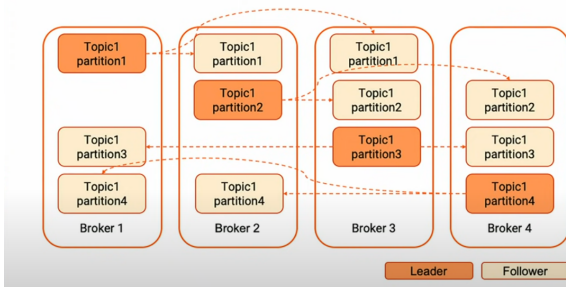 Topic1
partition1
Topic1
partition3
Topic1
partition4
Broker 1
Topic1
partition1
Topic1
partition2
Topic1
partition4
Broker 2
Topic1
partition1
Topic1
partition2
Topic1
partition3
Broker 3
Topic1
partition2
Topic1
partition3
Topic1
partition4
Broker 4
Leader
Follower